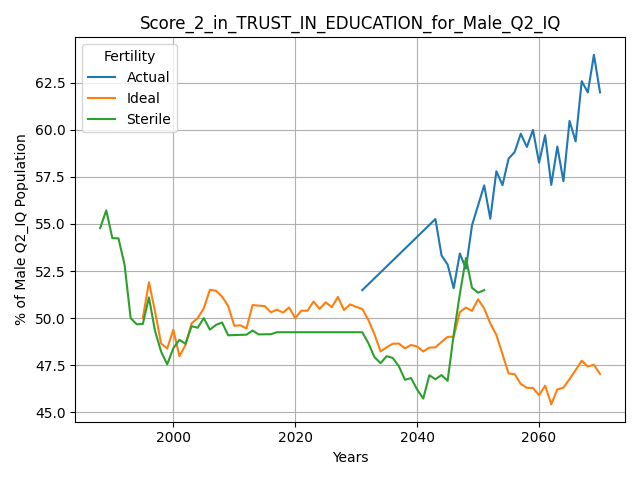 Score_2_in_TRUST_IN_EDUCATION_for_Male_Q2_IQ
Fertility
Actual
Ideal
Sterile
62.5
60.0
57.5
55.0
52.5
50.0
47.5
45.0
% of Male Q2_IQ Population
2000
2020
2040
2060
Years